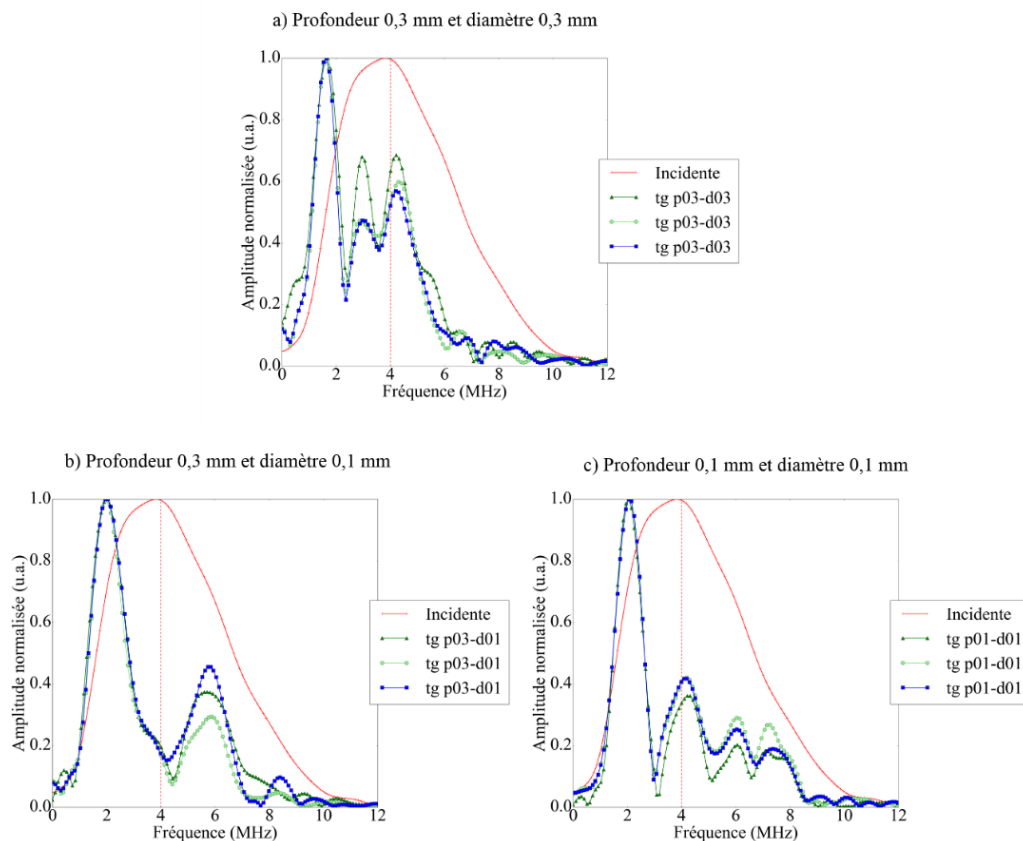 a) Profondeur 0,3 mm et diamètre 0,3 mm
Amplitude normalisée (u.a.)
1.0
0.8
0.6
0.4
0.2
0.0
0 2 4 6 8 10 12
Fréquence (MHz)
Incidente
tg p03-d03
tg p03-d03
tg p03-d03
b) Profondeur 0,3 mm et diamètre 0,1 mm
Amplitude normalisée (u.a.)
1.0
0.8
0.6
0.4
0.2
0.0
0 2 4 6 8 10 12
Fréquence (MHz)
Incidente
tg p03-d01
tg p03-d01
tg p03-d01
c) Profondeur 0,1 mm et diamètre 0,1 mm
Amplitude normalisée (u.a.)
1.0
0.8
0.6
0.4
0.2
0.0
0 2 4 6 8 10 12
Fréquence (MHz)
Incidente
tg p01-d01
tg p01-d01
tg p01-d01